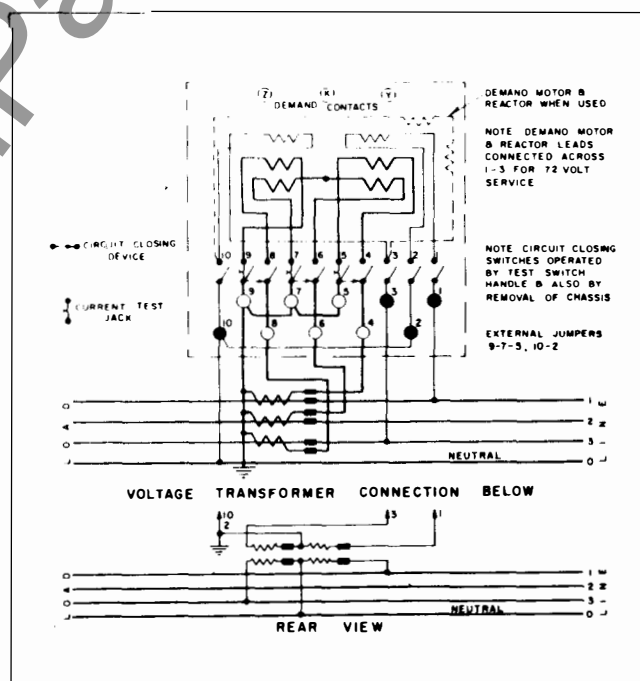 (Z) (K) (Y)
DEMAND CONTACTS
DEMAND MOTOR &
REACTOR WHEN USED
NOTE DEMAND MOTOR
& REACTOR LEADS
CONNECTED ACROSS
1-3 FOR 72 VOLT
SERVICE
CIRCUIT CLOSING
DEVICE
CURRENT TEST
JACK
10 9 8 7 6 5 4 3 2 1
9 7 5 3 1
10 8 6 4 2
NOTE CIRCUIT CLOSING
SWITCHES OPERATED
BY TEST SWITCH
HANDLE & ALSO BY
REMOVAL OF CHASSIS
EXTERNAL JUMPERS
9-7-5, 10-2
LOAD
1
2
3
0
LINE
NEUTRAL
VOLTAGE TRANSFORMER CONNECTION BELOW
10
2
3
1
LOAD
1
2
3
0
LINE
NEUTRAL
REAR VIEW